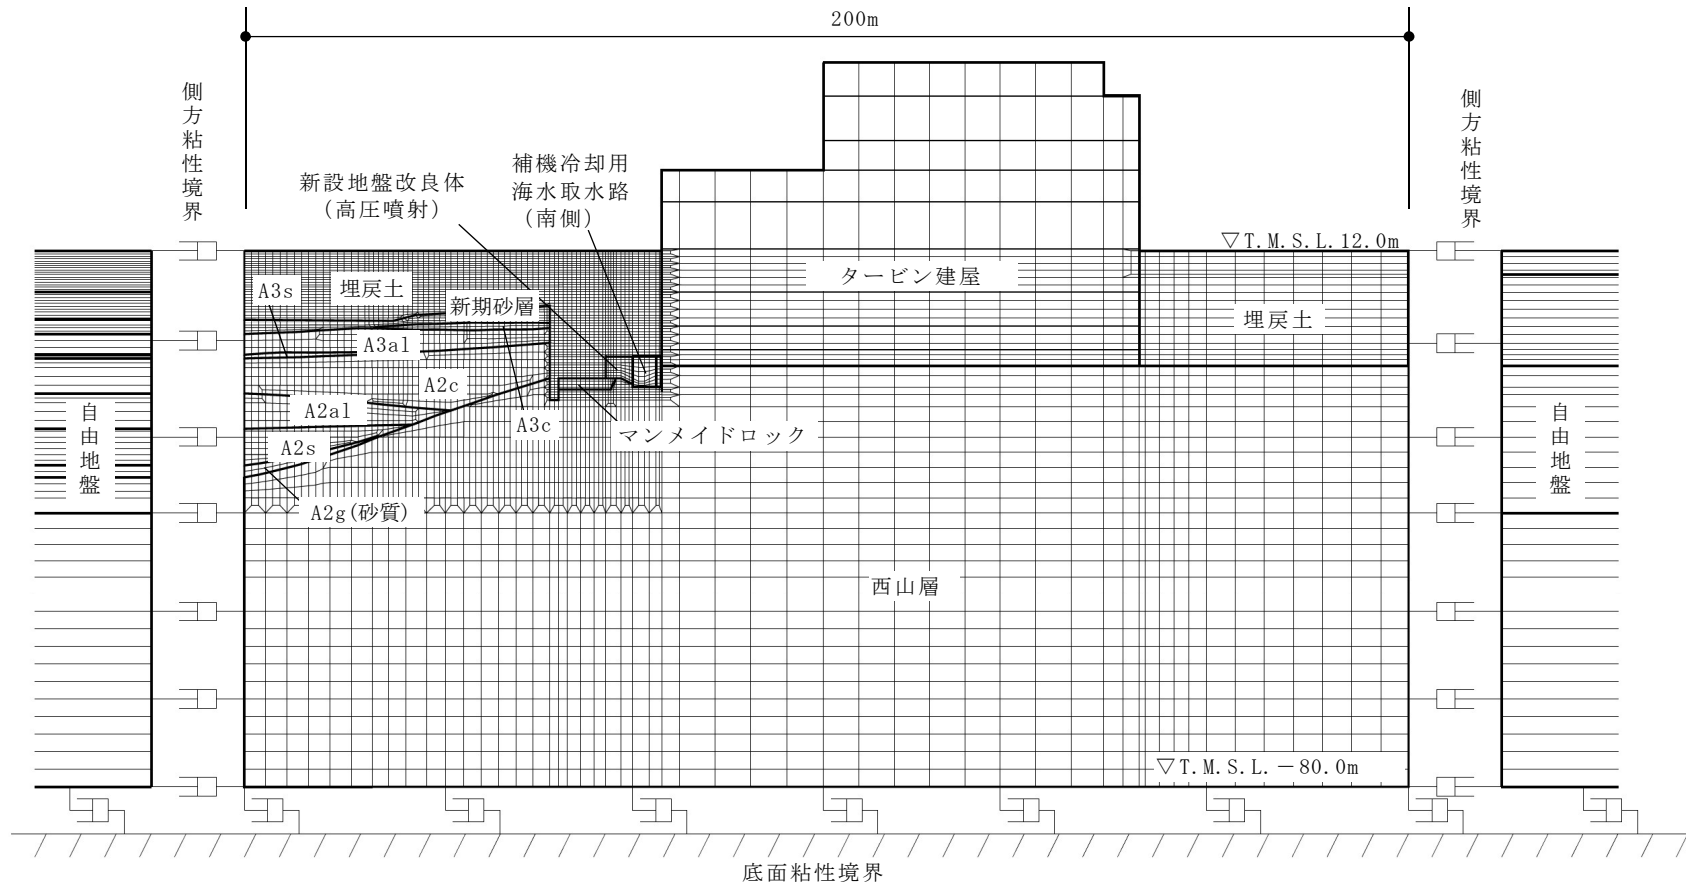 200m
側方粘性境界
側方粘性境界
補機冷却用
海水取水路
(南側)
新設地盤改良体
(高圧噴射)
▽T.M.S.L.12.0m
タービン建屋
A3s
埋戻土
新期砂層
埋戻土
A3al
A2c
A2al
A3c
マンメイドロック
A2s
自由地盤
自由地盤
A2g(砂質)
西山層
▽T.M.S.L.－80.0m
底面粘性境界